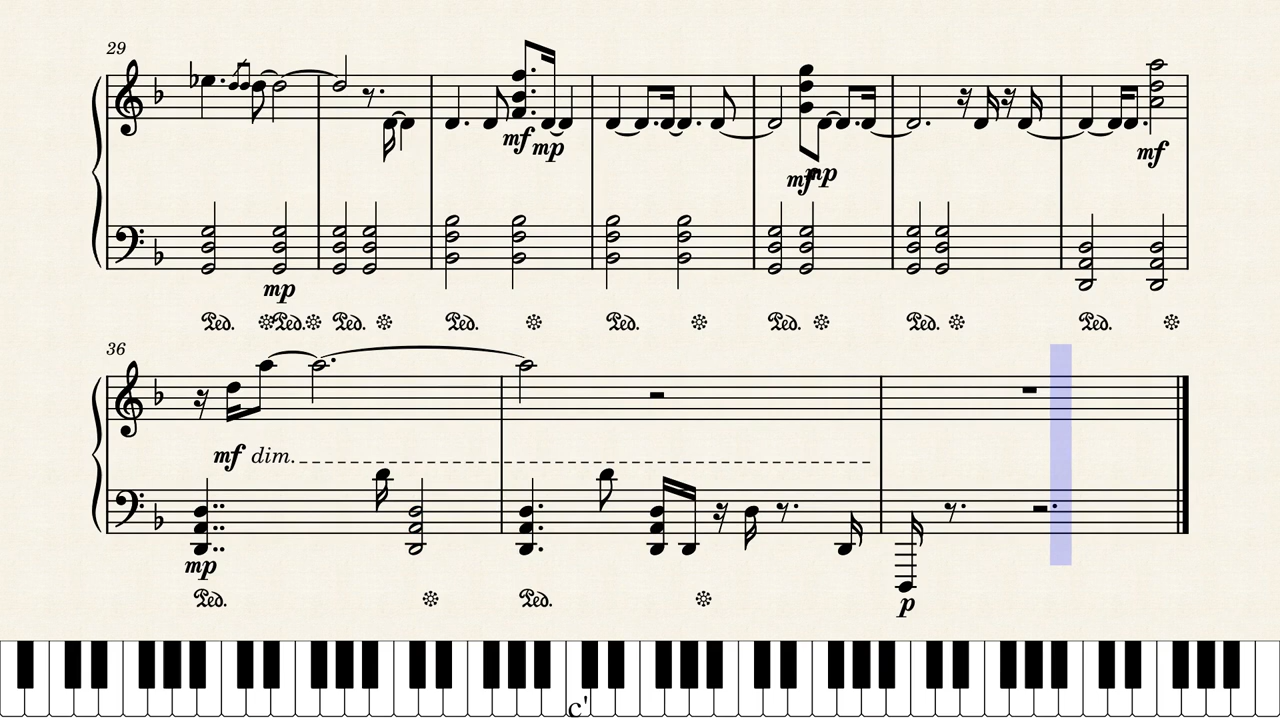 29
mf mp mf mp mf
mp
Ped. Ped. Ped. Ped. Ped. Ped. Ped. Ped.
36
mf dim.
mp
Ped. Ped.
p
c'